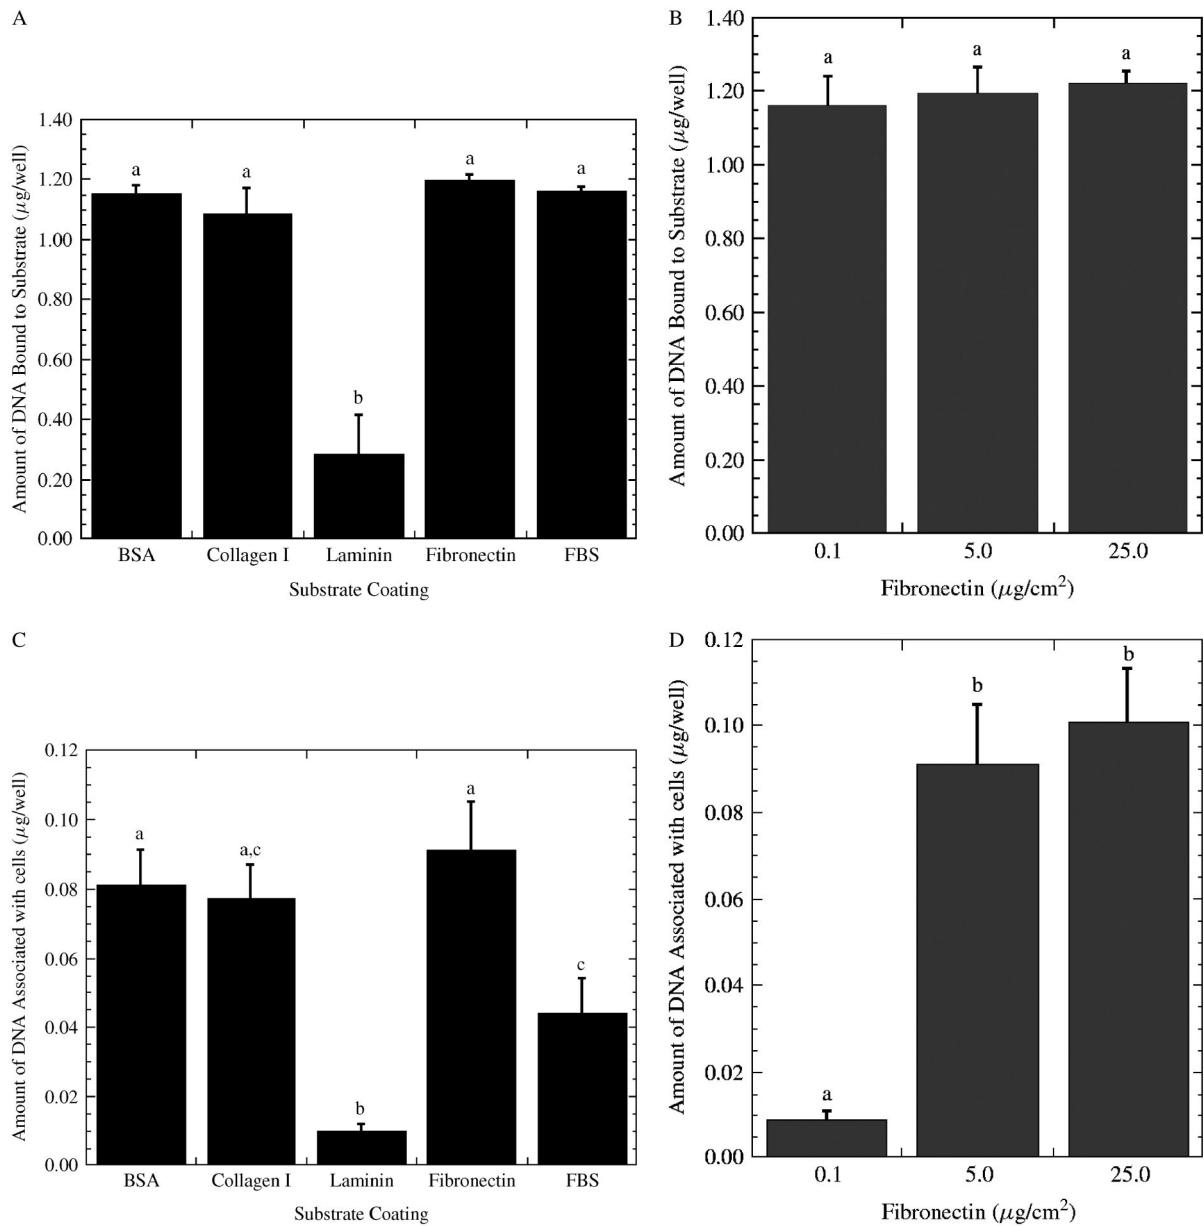 A
Amount of DNA Bound to Substrate (μg/well)
1.40
1.20
1.00
0.80
0.60
0.40
0.20
0.00
a
a
b
a
a
BSA Collagen I Laminin Fibronectin FBS
Substrate Coating
B
Amount of DNA Bound to Substrate (μg/well)
1.40
1.20
1.00
0.80
0.60
0.40
0.20
0.00
a
a
a
0.1 5.0 25.0
Fibronectin (μg/cm²)
C
Amount of DNA Associated with cells (μg/well)
0.12
0.10
0.08
0.06
0.04
0.02
0.00
a
a,c
b
a
c
BSA Collagen I Laminin Fibronectin FBS
Substrate Coating
D
Amount of DNA Associated with cells (μg/well)
0.12
0.10
0.08
0.06
0.04
0.02
0.00
a
b
b
0.1 5.0 25.0
Fibronectin (μg/cm²)